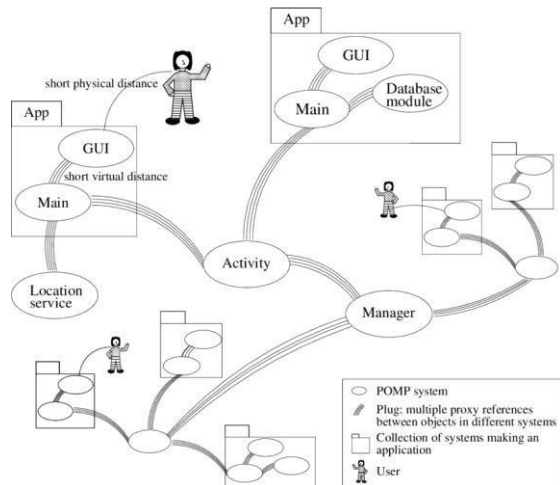 App
GUI
Main
Database
module
short physical distance
App
GUI
short virtual distance
Main
Location
service
Activity
Manager
POMP system
Plug: multiple proxy references
between objects in different systems
Collection of systems making an
application
User